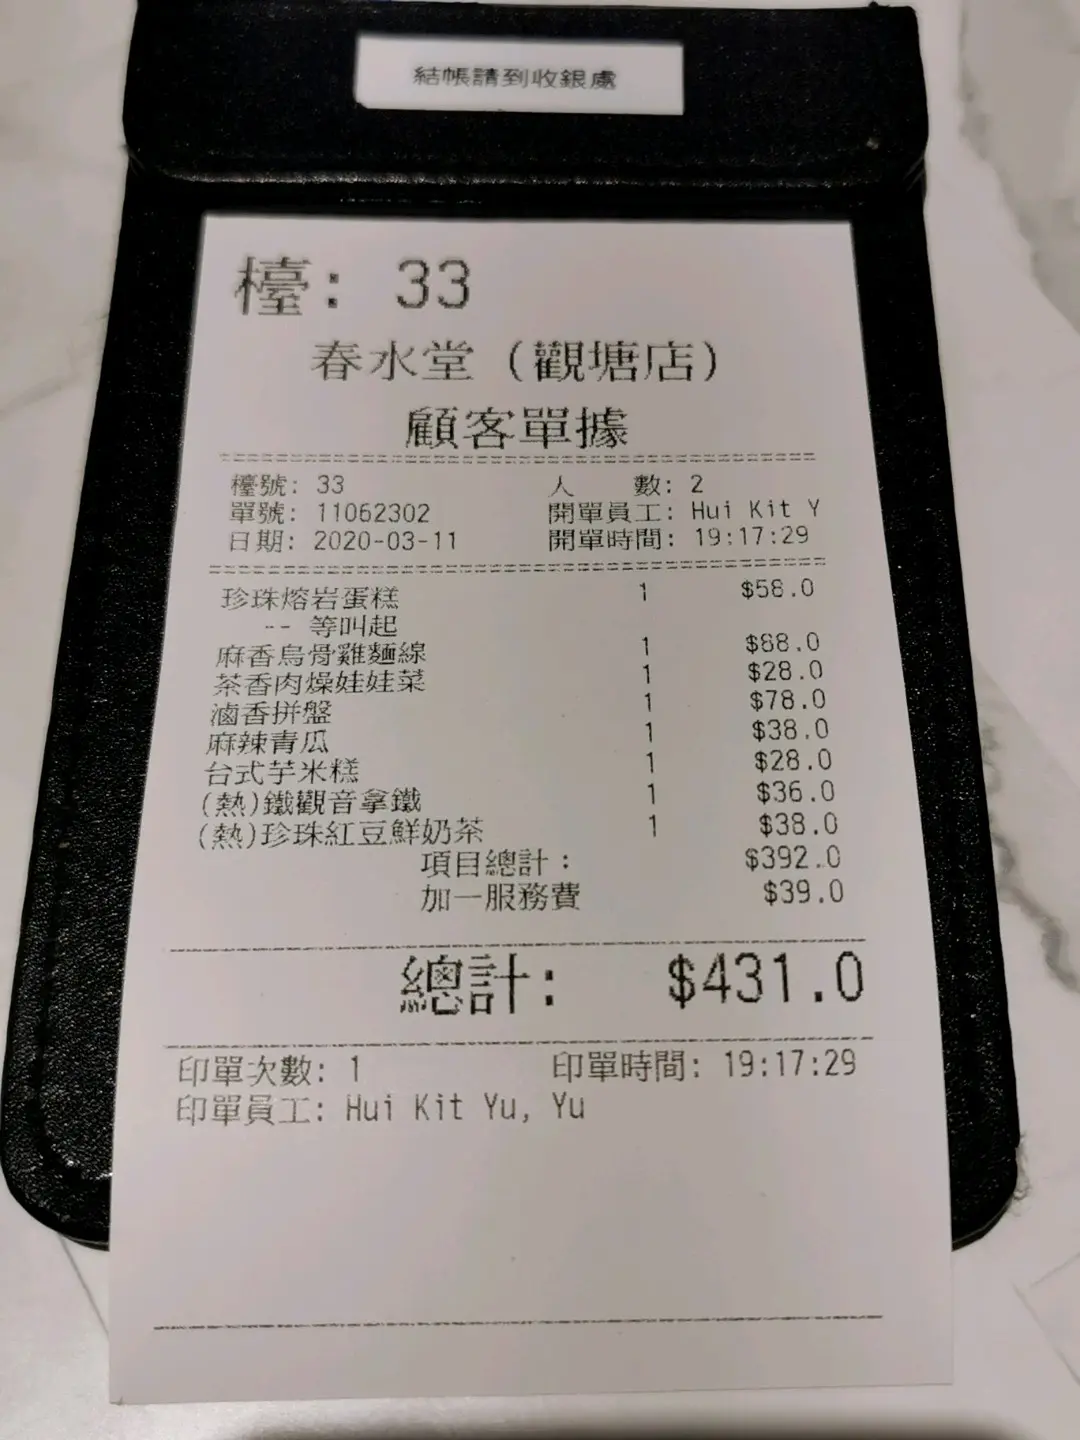 結帳請到收銀處
檯: 33
春水堂 (觀塘店)
顧客單據
檯號: 33 人 數: 2
單號: 11062302 開單員工: Hui Kit Y
日期: 2020-03-11 開單時間: 19:17:29
珍珠熔岩蛋糕 1 $58.0
-- 等叫起
麻香烏骨雞麵線 1 $88.0
茶香肉燥娃娃菜 1 $28.0
滷香拼盤 1 $78.0
麻辣青瓜 1 $38.0
台式芋米糕 1 $28.0
(熱)鐵觀音拿鐵 1 $36.0
(熱)珍珠紅豆鮮奶茶 1 $38.0
項目總計: $392.0
加一服務費 $39.0
總計: $431.0
印單次數: 1 印單時間: 19:17:29
印單員工: Hui Kit Yu, Yu